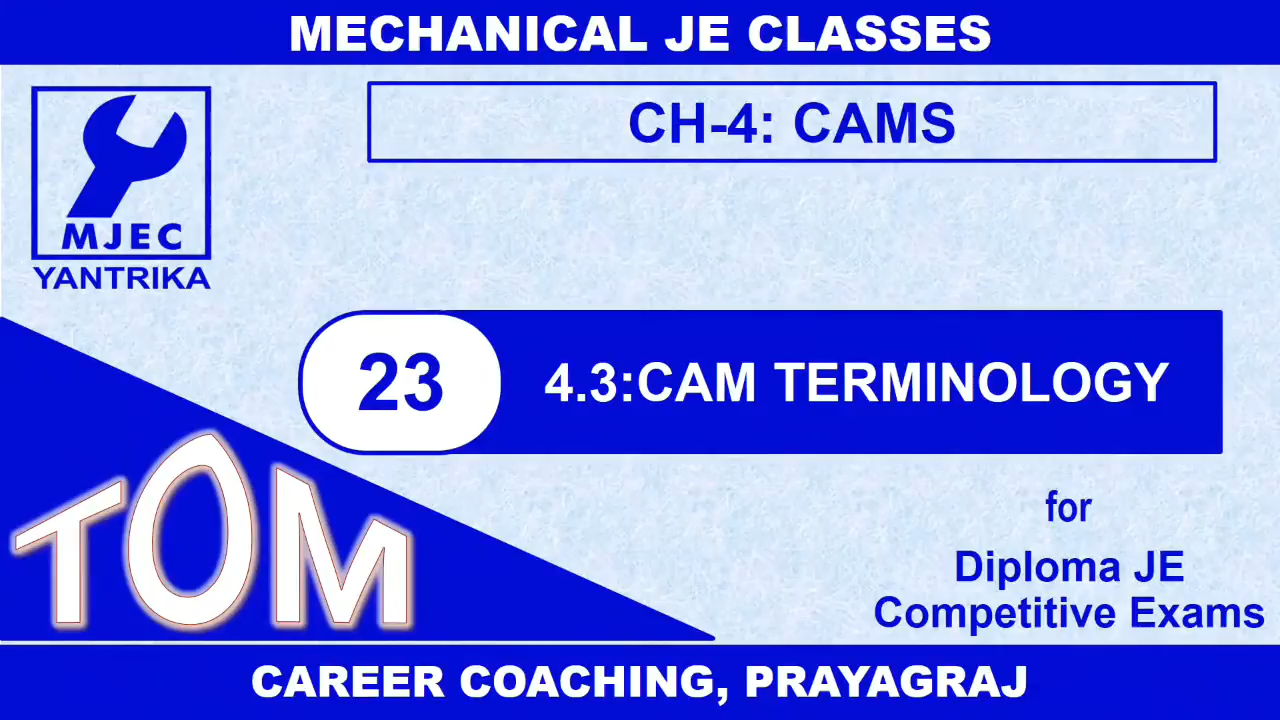 MECHANICAL JE CLASSES
CH-4: CAMS
MJEC
YANTRIKA
23
4.3:CAM TERMINOLOGY
TOM
for
Diploma JE
Competitive Exams
CAREER COACHING, PRAYAGRAJ